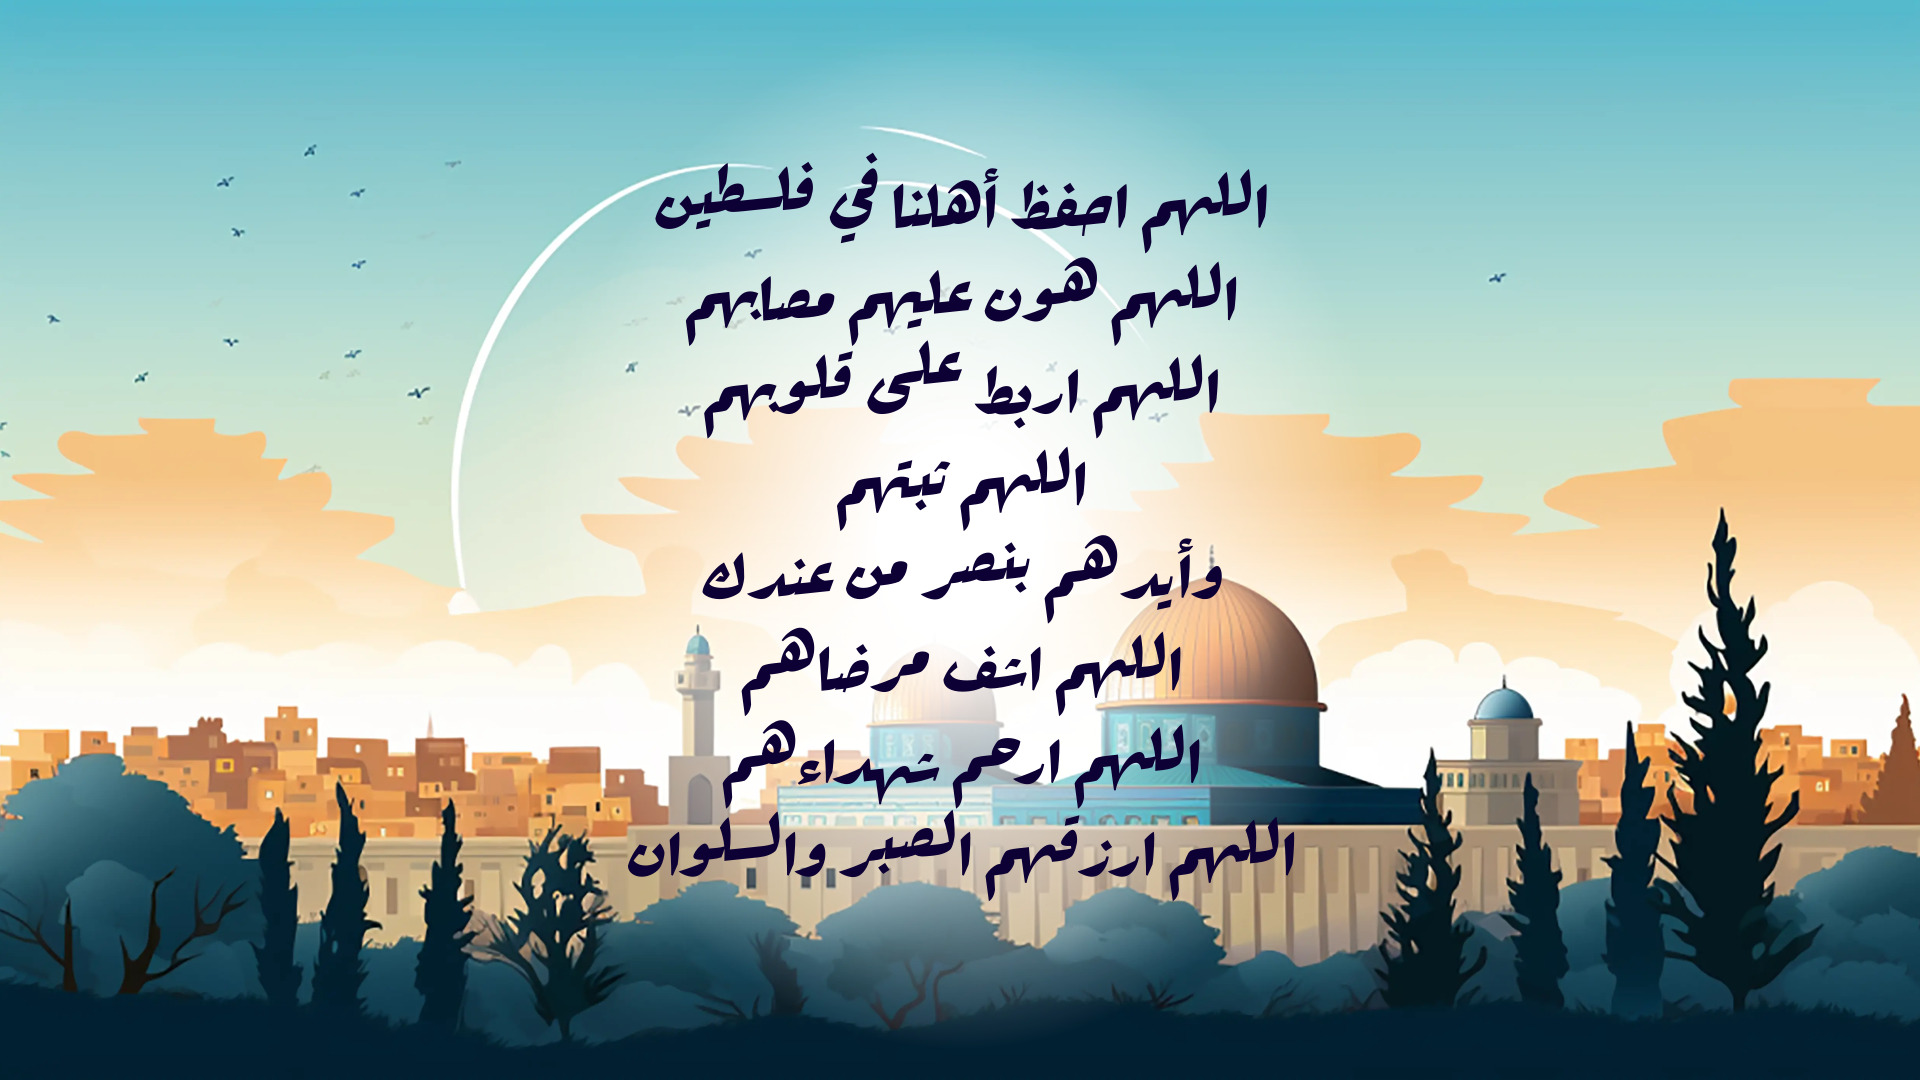 اللهم احفظ أهلنا في فلسطين
اللهم هون عليهم مصابهم
اللهم اربط على قلوبهم
اللهم ثبتهم
وأيدهم بنصر من عندك
اللهم اشف مرضاهم
اللهم ارحم شهداءهم
اللهم ارزقهم الصبر والسلوان